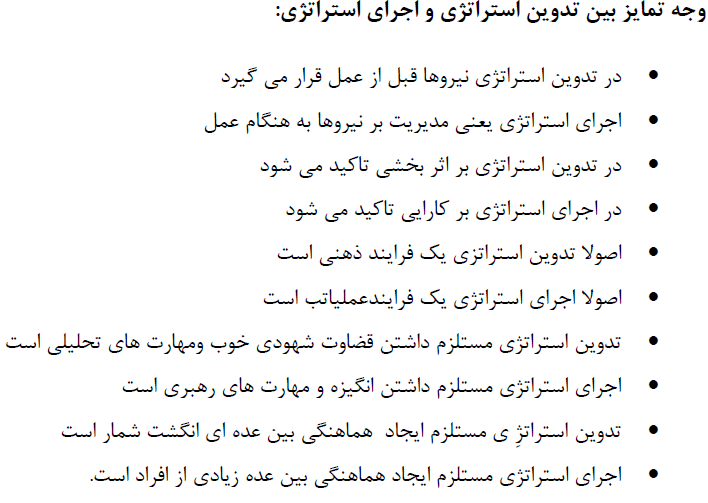 وجه تمایز بین تدوین استراتژی و اجرای استراتژی:
• در تدوین استراتژی نیروها قبل از عمل قرار می گیرد
• اجرای استراتژی یعنی مدیریت بر نیروها به هنگام عمل
• در تدوین استراتژی بر اثر بخشی تاکید می شود
• در اجرای استراتژی بر کارایی تاکید می شود
• اصولا تدوین استراتزی یک فرایند ذهنی است
• اصولا اجرای استراتژی یک فرایندعملیاتب است
• تدوین استراتژی مستلزم داشتن قضاوت شهودی خوب ومهارت های تحلیلی است
• اجرای استراتژی مستلزم داشتن انگیزه و مهارت های رهبری است
• تدوین استراتژِ ی مستلزم ایجاد هماهنگی بین عده ای انگشت شمار است
• اجرای استراتژی مستلزم ایجاد هماهنگی بین عده زیادی از افراد است.